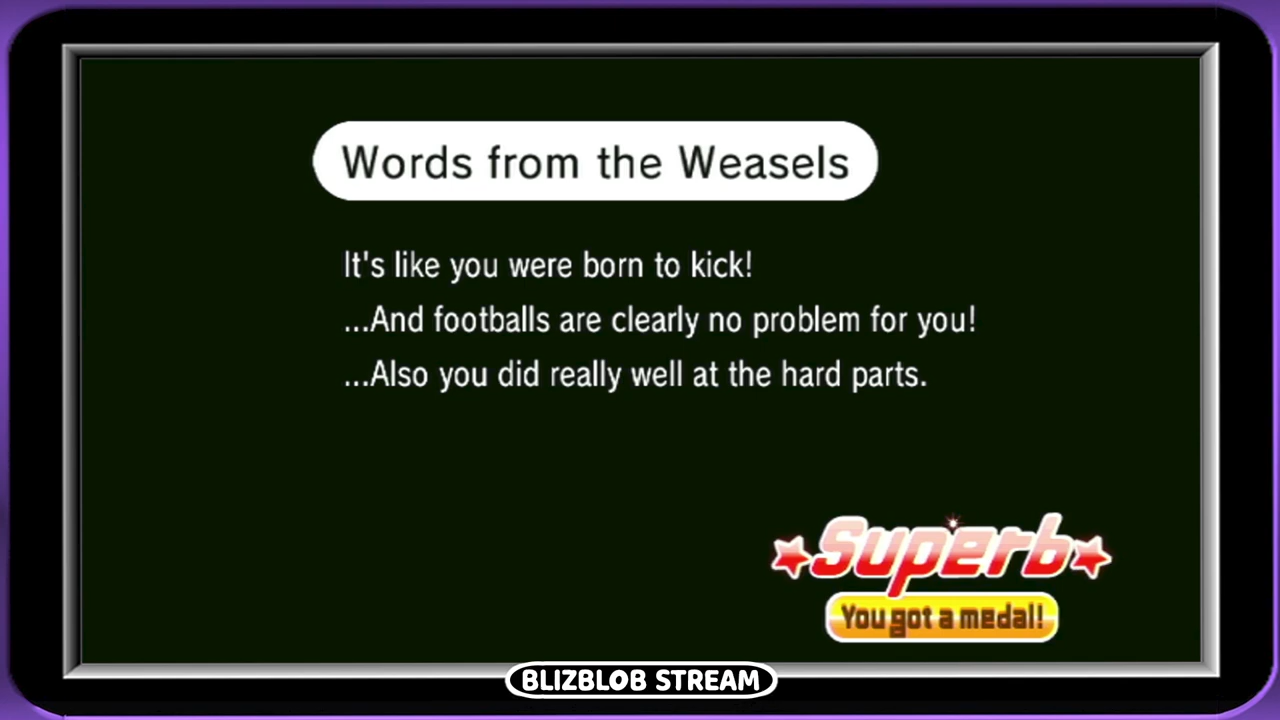 Words from the Weasels
It's like you were born to kick!
...And footballs are clearly no problem for you!
...Also you did really well at the hard parts.
Superb
You got a medal!
BLIZBLOB STREAM